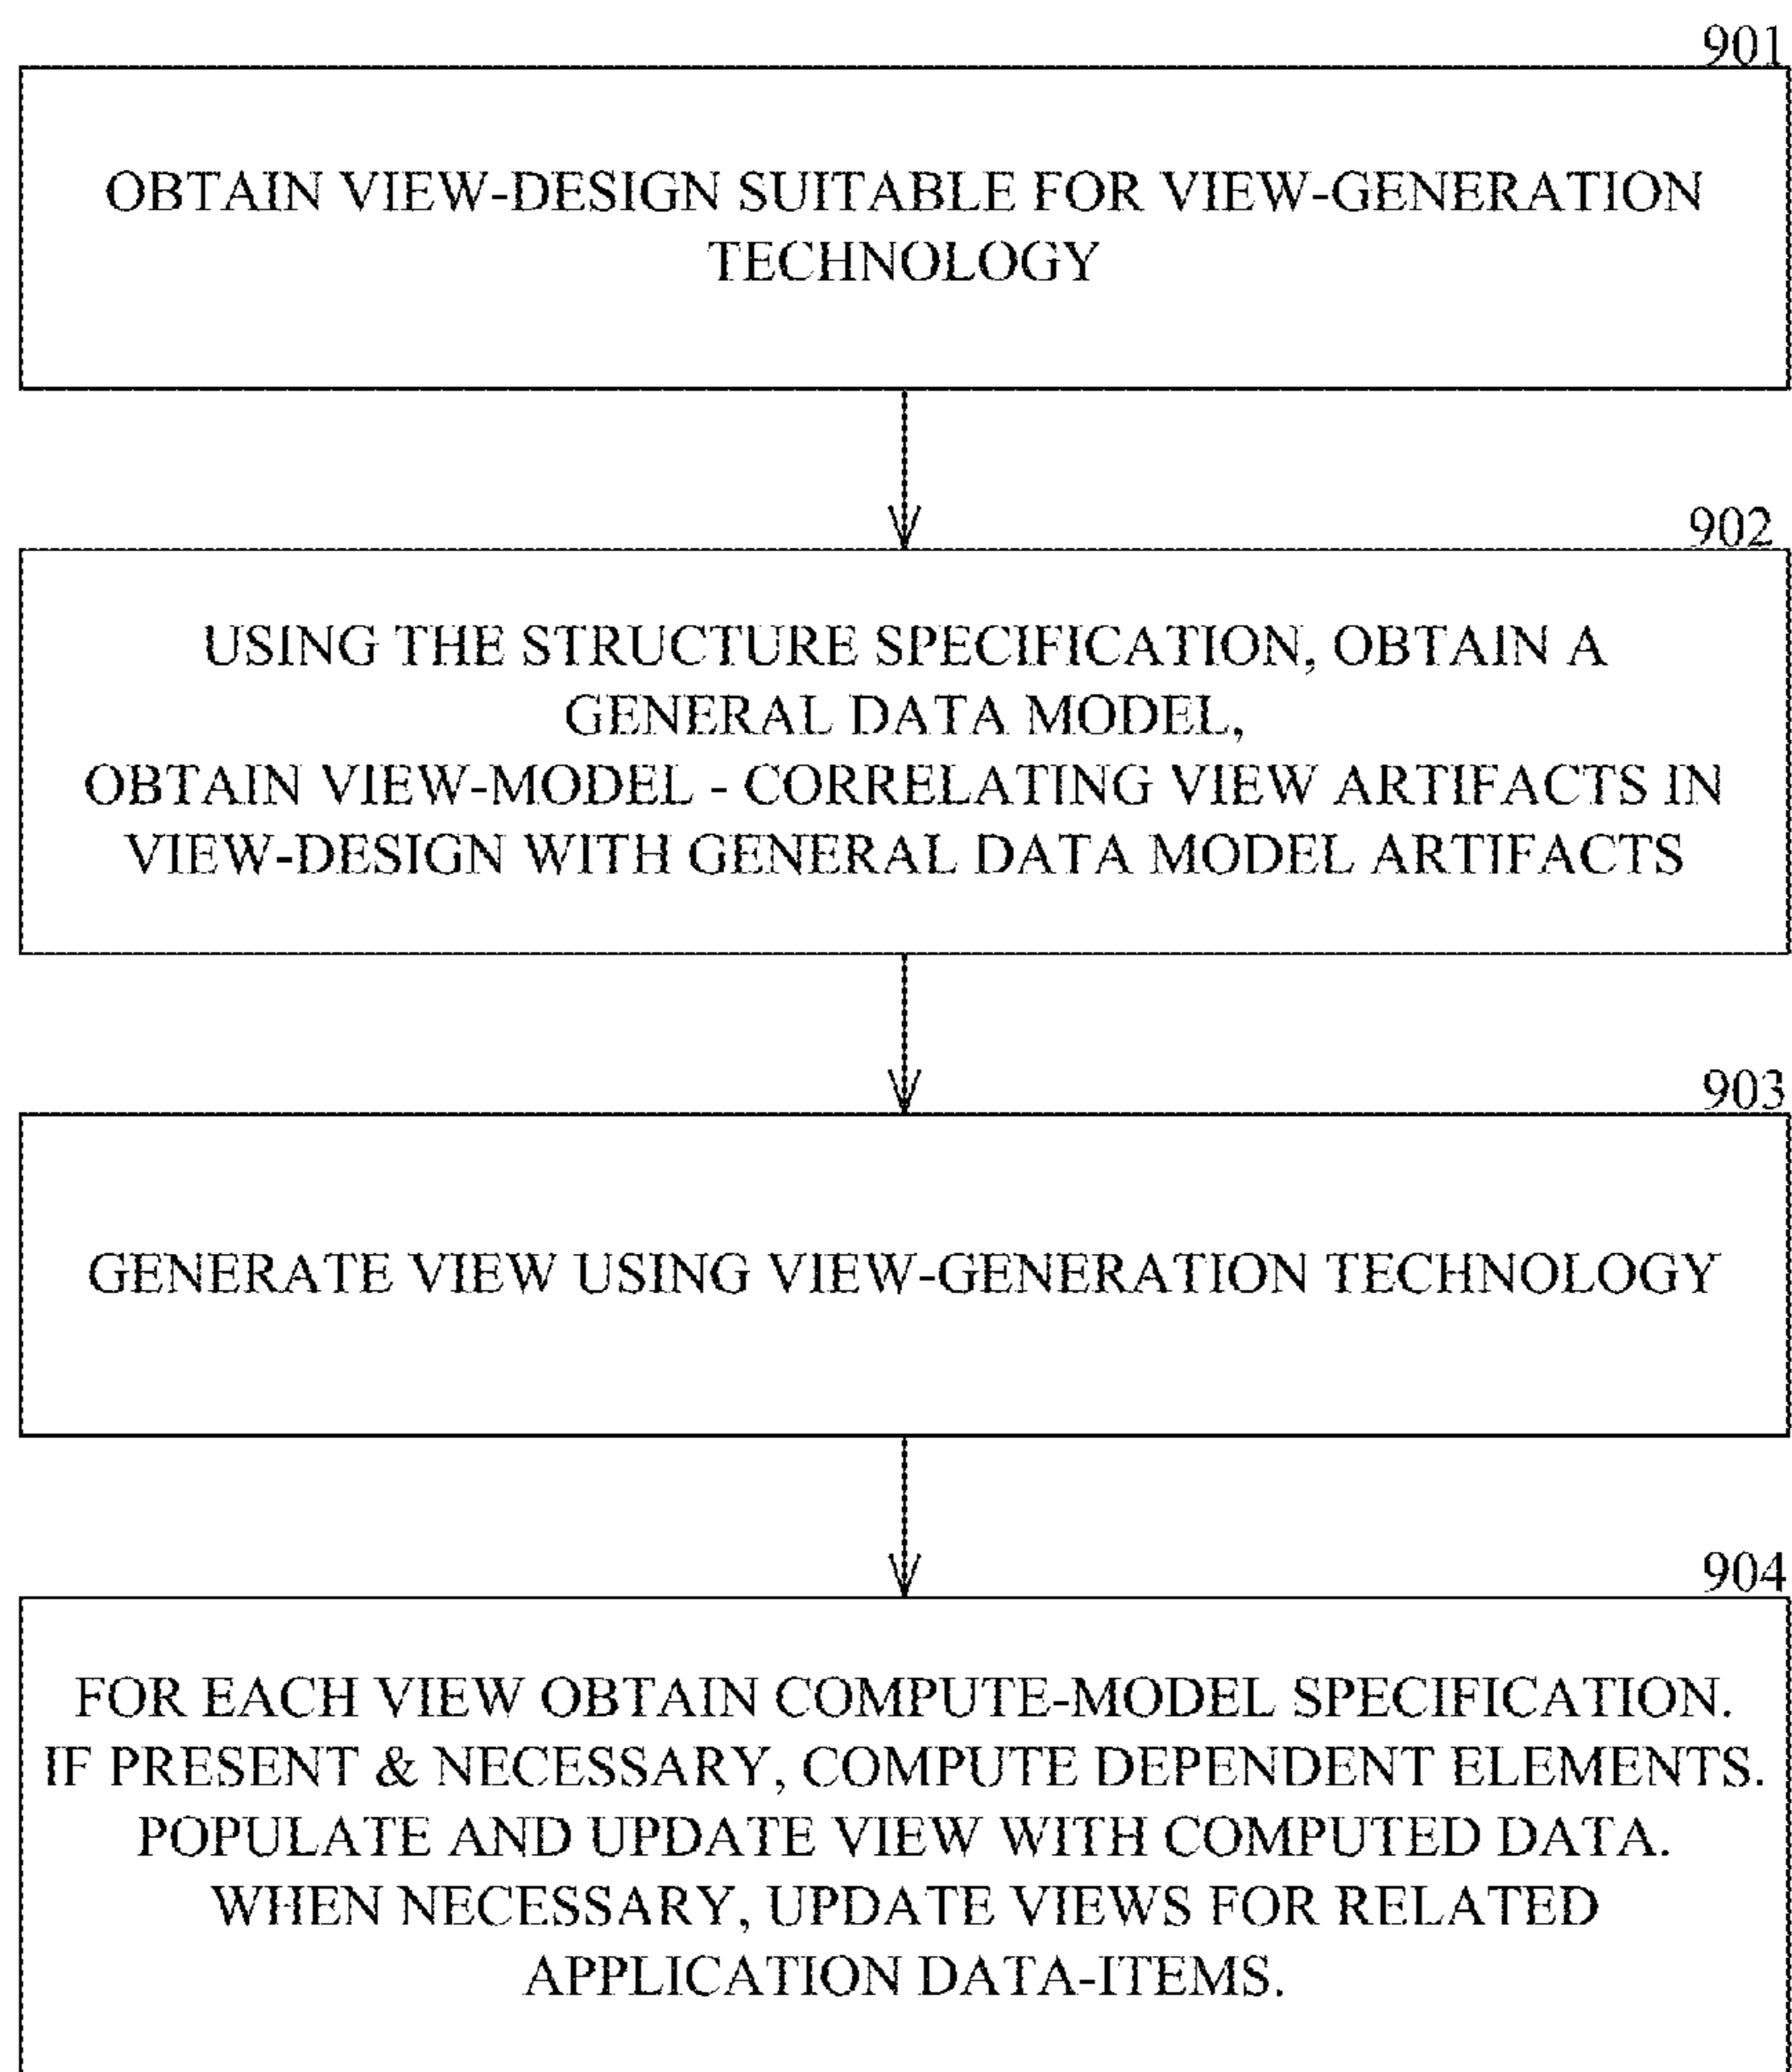 901
OBTAIN VIEW-DESIGN SUITABLE FOR VIEW-GENERATION
TECHNOLOGY
902
USING THE STRUCTURE SPECIFICATION, OBTAIN A
GENERAL DATA MODEL,
OBTAIN VIEW-MODEL - CORRELATING VIEW ARTIFACTS IN
VIEW-DESIGN WITH GENERAL DATA MODEL ARTIFACTS
903
GENERATE VIEW USING VIEW-GENERATION TECHNOLOGY
904
FOR EACH VIEW OBTAIN COMPUTE-MODEL SPECIFICATION.
IF PRESENT & NECESSARY, COMPUTE DEPENDENT ELEMENTS.
POPULATE AND UPDATE VIEW WITH COMPUTED DATA.
WHEN NECESSARY, UPDATE VIEWS FOR RELATED
APPLICATION DATA-ITEMS.